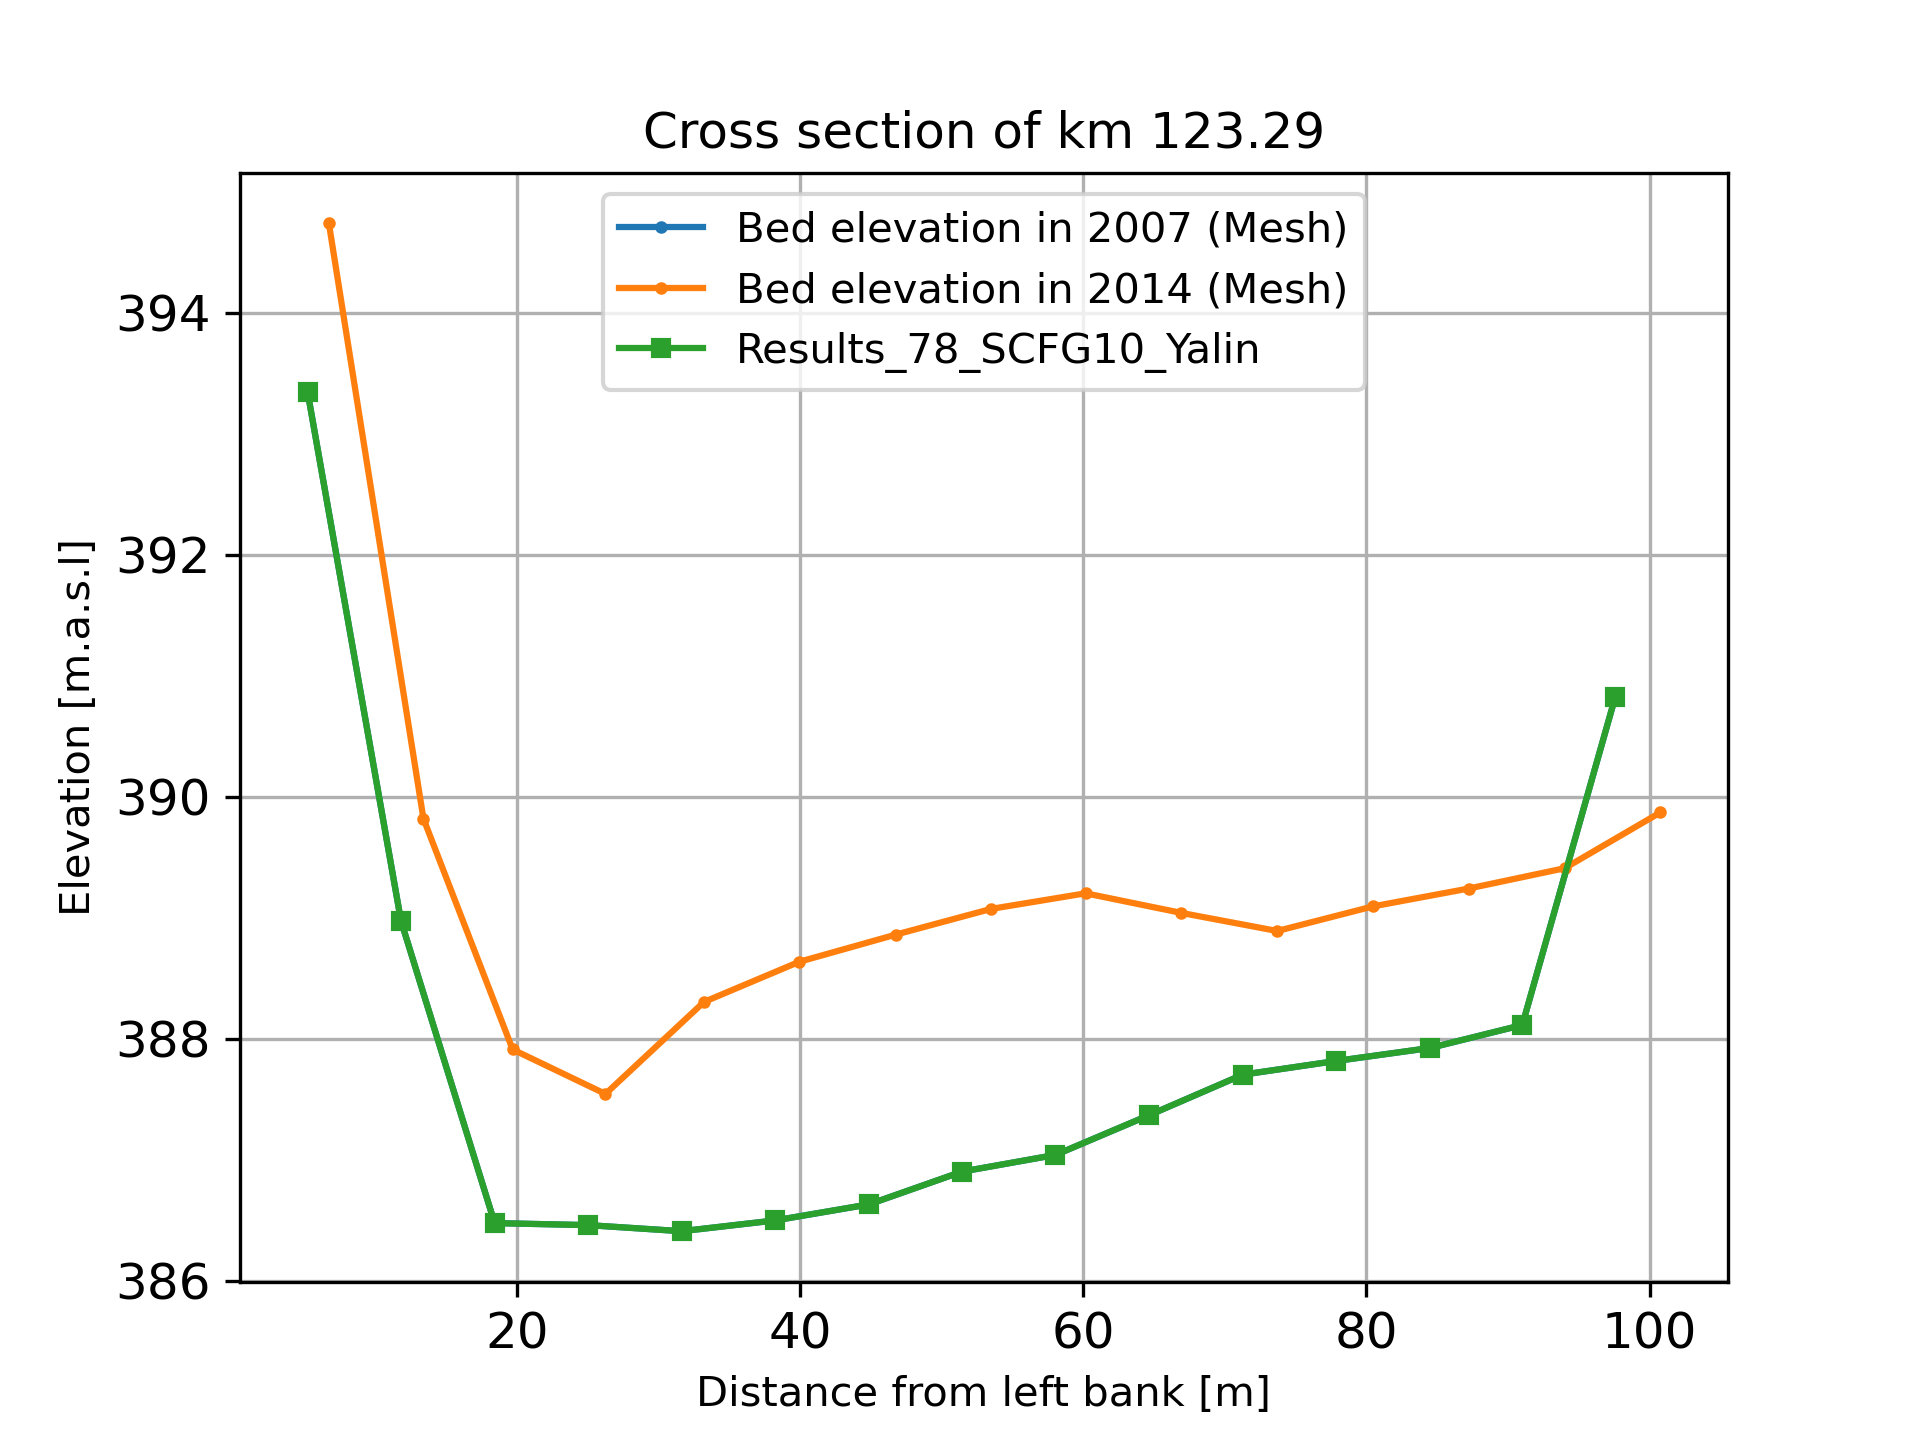 Cross section of km 123.29
Bed elevation in 2007 (Mesh)
Bed elevation in 2014 (Mesh)
Results_78_SCFG10_Yalin
394
392
390
388
386
Elevation [m.a.s.l]
20 40 60 80 100
Distance from left bank [m]